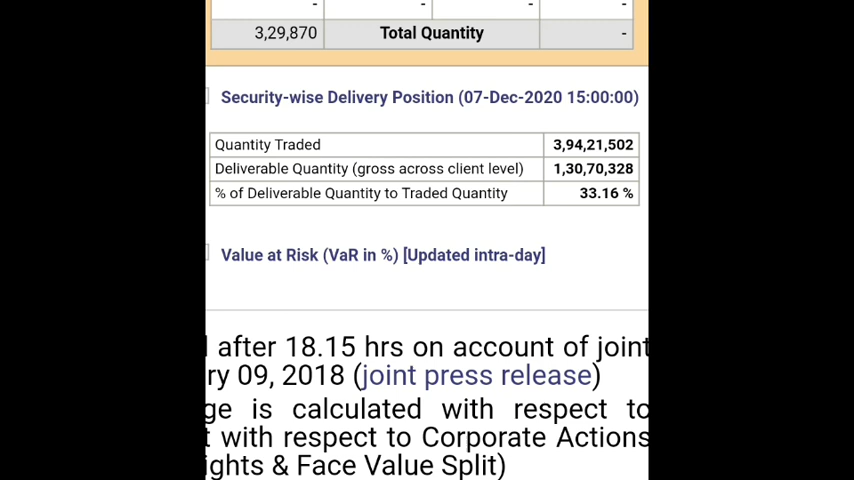 - - - -
3,29,870 Total Quantity -
Security-wise Delivery Position (07-Dec-2020 15:00:00)
Quantity Traded 3,94,21,502
Deliverable Quantity (gross across client level) 1,30,70,328
% of Deliverable Quantity to Traded Quantity 33.16 %
Value at Risk (VaR in %) [Updated intra-day]
after 18.15 hrs on account of joint
ry 09, 2018 (joint press release)
ge is calculated with respect to
t with respect to Corporate Actions
ights & Face Value Split)